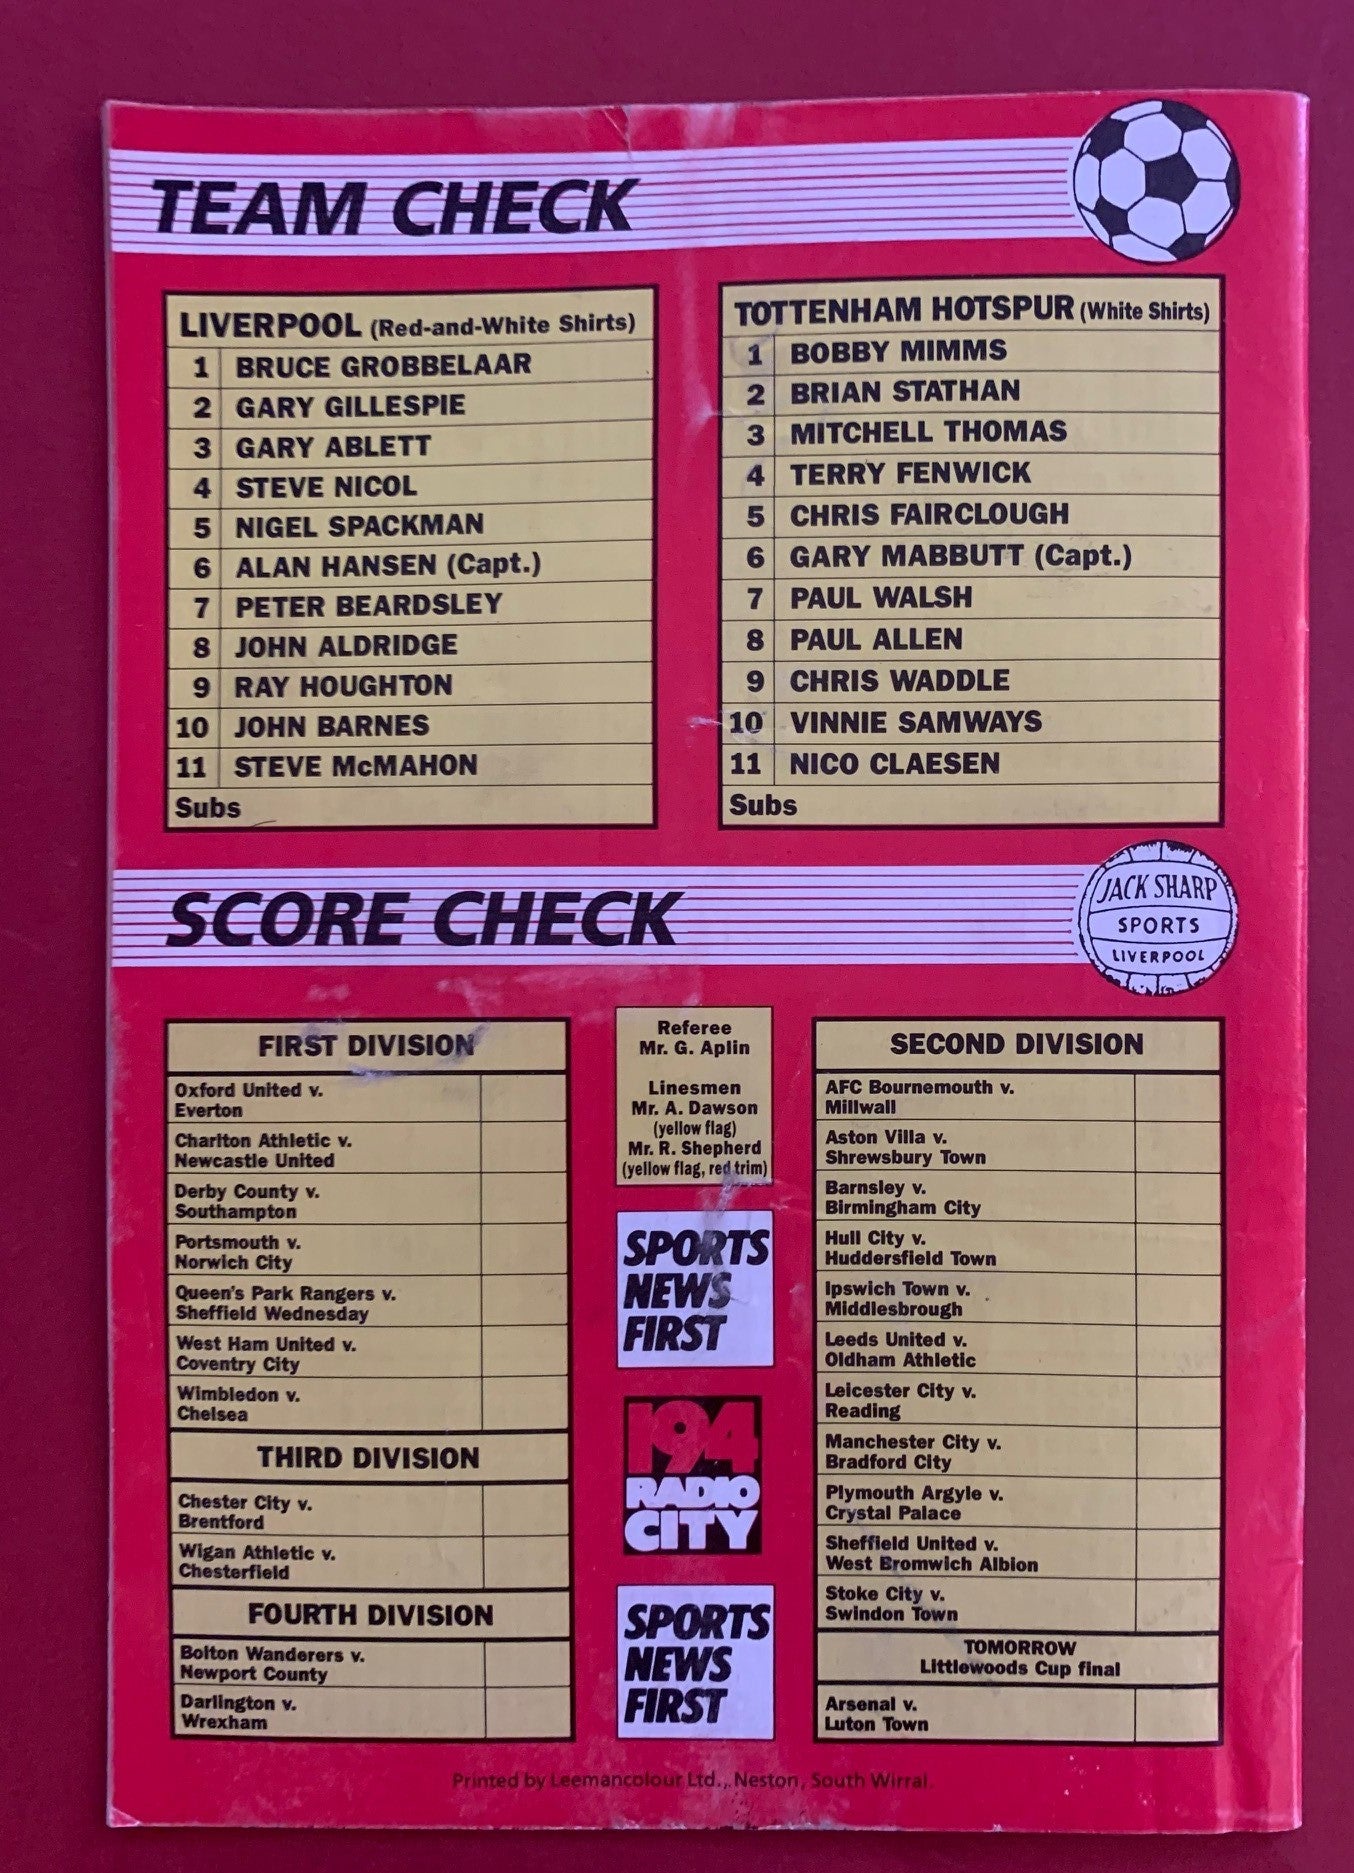 TEAM CHECK
LIVERPOOL (Red-and-White Shirts)
1 BRUCE GROBBELAAR
2 GARY GILLESPIE
3 GARY ABLETT
4 STEVE NICOL
5 NIGEL SPACKMAN
6 ALAN HANSEN (Capt.)
7 PETER BEARDSLEY
8 JOHN ALDRIDGE
9 RAY HOUGHTON
10 JOHN BARNES
11 STEVE McMAHON
Subs
TOTTENHAM HOTSPUR (White Shirts)
1 BOBBY MIMMS
2 BRIAN STATHAN
3 MITCHELL THOMAS
4 TERRY FENWICK
5 CHRIS FAIRCLOUGH
6 GARY MABBUTT (Capt.)
7 PAUL WALSH
8 PAUL ALLEN
9 CHRIS WADDLE
10 VINNIE SAMWAYS
11 NICO CLAESEN
Subs
SCORE CHECK
JACK SHARP
SPORTS
LIVERPOOL
FIRST DIVISION
Oxford United v.
Everton
Charlton Athletic v.
Newcastle United
Derby County v.
Southampton
Portsmouth v.
Norwich City
Queen's Park Rangers v.
Sheffield Wednesday
West Ham United v.
Coventry City
Wimbledon v.
Chelsea
THIRD DIVISION
Chester City v.
Brentford
Wigan Athletic v.
Chesterfield
FOURTH DIVISION
Bolton Wanderers v.
Newport County
Darlington v.
Wrexham
Referee
Mr. G. Aplin
Linesmen
Mr. A. Dawson
(yellow flag)
Mr. R. Shepherd
(yellow flag, red trim)
SPORTS
NEWS
FIRST
194
RADIO
CITY
SPORTS
NEWS
FIRST
SECOND DIVISION
AFC Bournemouth v.
Millwall
Aston Villa v.
Shrewsbury Town
Barnsley v.
Birmingham City
Hull City v.
Huddersfield Town
Ipswich Town v.
Middlesbrough
Leeds United v.
Oldham Athletic
Leicester City v.
Reading
Manchester City v.
Bradford City
Plymouth Argyle v.
Crystal Palace
Sheffield United v.
West Bromwich Albion
Stoke City v.
Swindon Town
TOMORROW
Littlewoods Cup final
Arsenal v.
Luton Town
Printed by Leemancolour Ltd., Neston, South Wirral.